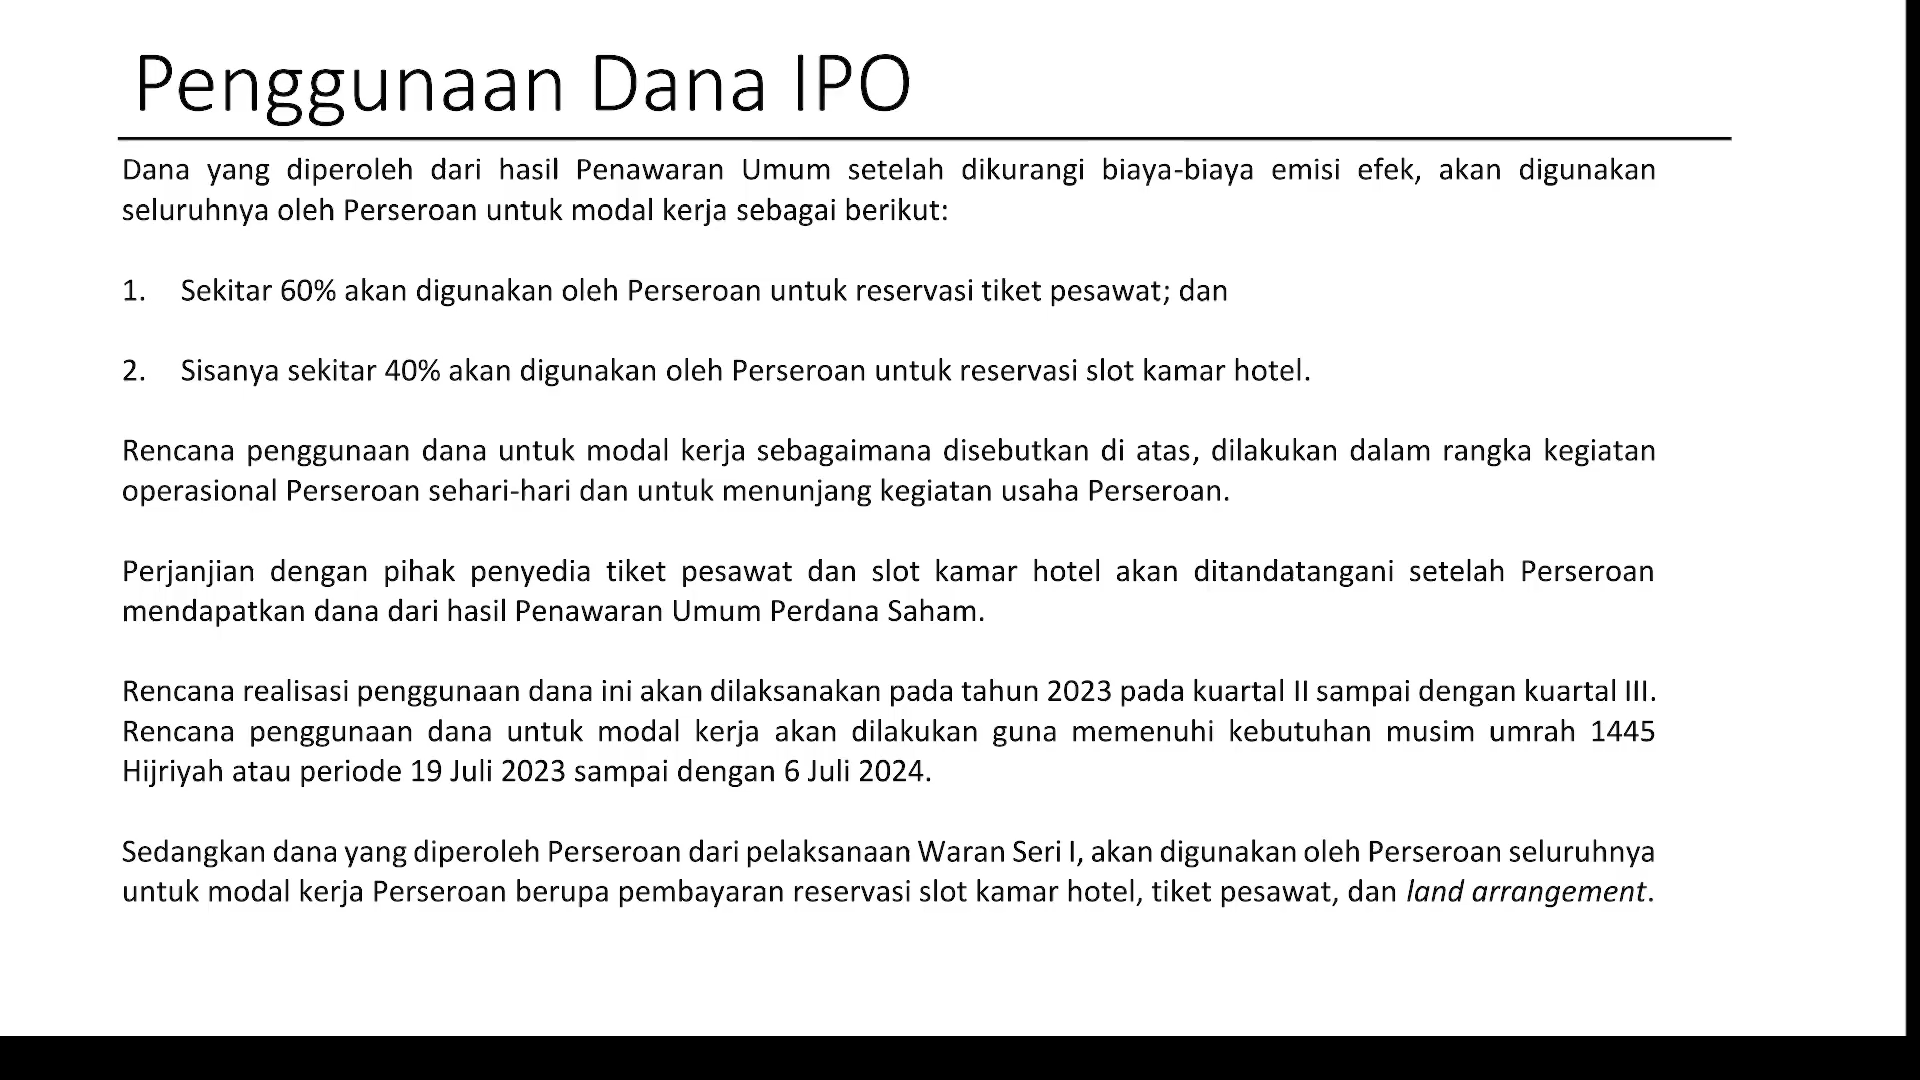 Penggunaan Dana IPO
Dana yang diperoleh dari hasil Penawaran Umum setelah dikurangi biaya-biaya emisi efek, akan digunakan
seluruhnya oleh Perseroan untuk modal kerja sebagai berikut:
1. Sekitar 60% akan digunakan oleh Perseroan untuk reservasi tiket pesawat; dan
2. Sisanya sekitar 40% akan digunakan oleh Perseroan untuk reservasi slot kamar hotel.
Rencana penggunaan dana untuk modal kerja sebagaimana disebutkan di atas, dilakukan dalam rangka kegiatan
operasional Perseroan sehari-hari dan untuk menunjang kegiatan usaha Perseroan.
Perjanjian dengan pihak penyedia tiket pesawat dan slot kamar hotel akan ditandatangani setelah Perseroan
mendapatkan dana dari hasil Penawaran Umum Perdana Saham.
Rencana realisasi penggunaan dana ini akan dilaksanakan pada tahun 2023 pada kuartal II sampai dengan kuartal III.
Rencana penggunaan dana untuk modal kerja akan dilakukan guna memenuhi kebutuhan musim umrah 1445
Hijriyah atau periode 19 Juli 2023 sampai dengan 6 Juli 2024.
Sedangkan dana yang diperoleh Perseroan dari pelaksanaan Waran Seri I, akan digunakan oleh Perseroan seluruhnya
untuk modal kerja Perseroan berupa pembayaran reservasi slot kamar hotel, tiket pesawat, dan land arrangement.